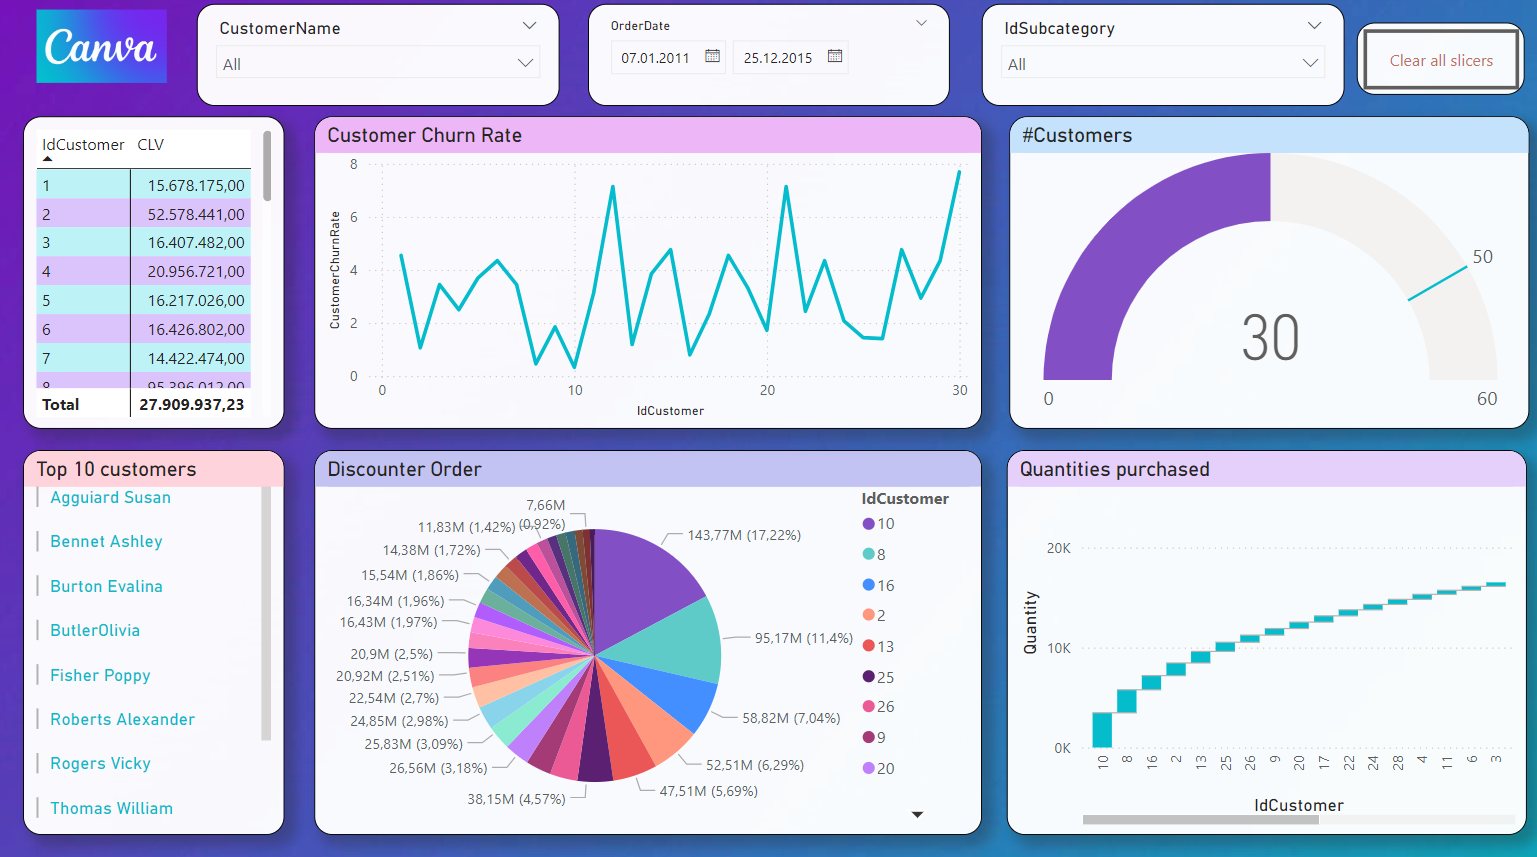 Canva
CustomerName
All
OrderDate
07.01.2011
25.12.2015
IdSubcategory
All
Clear all slicers
IdCustomer CLV
1 15.678.175,00
2 52.578.441,00
3 16.407.482,00
4 20.956.721,00
5 16.217.026,00
6 16.426.802,00
7 14.422.474,00
8 95.396.012,00
Total 27.909.937,23
Customer Churn Rate
CustomerChurnRate
8
6
4
2
0
0 10 20 30
IdCustomer
#Customers
50
30
0
60
Top 10 customers
Agguiard Susan
Bennet Ashley
Burton Evalina
ButlerOlivia
Fisher Poppy
Roberts Alexander
Rogers Vicky
Thomas William
Discounter Order
7,66M
(0,92%)
11,83M (1,42%)
14,38M (1,72%)
15,54M (1,86%)
16,34M (1,96%)
16,43M (1,97%)
20,9M (2,5%)
20,92M (2,51%)
22,54M (2,7%)
24,85M (2,98%)
25,83M (3,09%)
26,56M (3,18%)
38,15M (4,57%)
47,51M (5,69%)
52,51M (6,29%)
58,82M (7,04%)
95,17M (11,4%)
143,77M (17,22%)
IdCustomer
10
8
16
2
13
25
26
9
20
Quantities purchased
Quantity
20K
10K
0K
10 8 16 2 13 25 26 9 20 17 22 24 28 4 11 6 3
IdCustomer